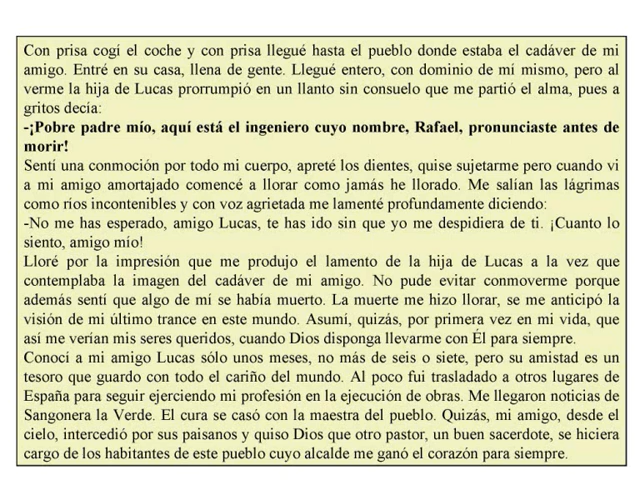 Con prisa cogí el coche y con prisa llegué hasta el pueblo donde estaba el cadáver de mi
amigo. Entré en su casa, llena de gente. Llegué entero, con dominio de mí mismo, pero al
verme la hija de Lucas prorrumpió en un llanto sin consuelo que me partió el alma, pues a
gritos decía:
-¡Pobre padre mío, aquí está el ingeniero cuyo nombre, Rafael, pronunciaste antes de
morir!
Sentí una conmoción por todo mi cuerpo, apreté los dientes, quise sujetarme pero cuando vi
a mi amigo amortajado comencé a llorar como jamás he llorado. Me salían las lágrimas
como ríos incontenibles y con voz agrietada me lamenté profundamente diciendo:
-No me has esperado, amigo Lucas, te has ido sin que yo me despidiera de ti. ¡Cuanto lo
siento, amigo mío!
Lloré por la impresión que me produjo el lamento de la hija de Lucas a la vez que
contemplaba la imagen del cadáver de mi amigo. No pude evitar conmoverme porque
además sentí que algo de mí se había muerto. La muerte me hizo llorar, se me anticipó la
visión de mi último trance en este mundo. Asumí, quizás, por primera vez en mi vida, que
así me verían mis seres queridos, cuando Dios disponga llevarme con Él para siempre.
Conocí a mi amigo Lucas sólo unos meses, no más de seis o siete, pero su amistad es un
tesoro que guardo con todo el cariño del mundo. Al poco fui trasladado a otros lugares de
España para seguir ejerciendo mi profesión en la ejecución de obras. Me llegaron noticias de
Sangonera la Verde. El cura se casó con la maestra del pueblo. Quizás, mi amigo, desde el
cielo, intercedió por sus paisanos y quiso Dios que otro pastor, un buen sacerdote, se hiciera
cargo de los habitantes de este pueblo cuyo alcalde me ganó el corazón para siempre.